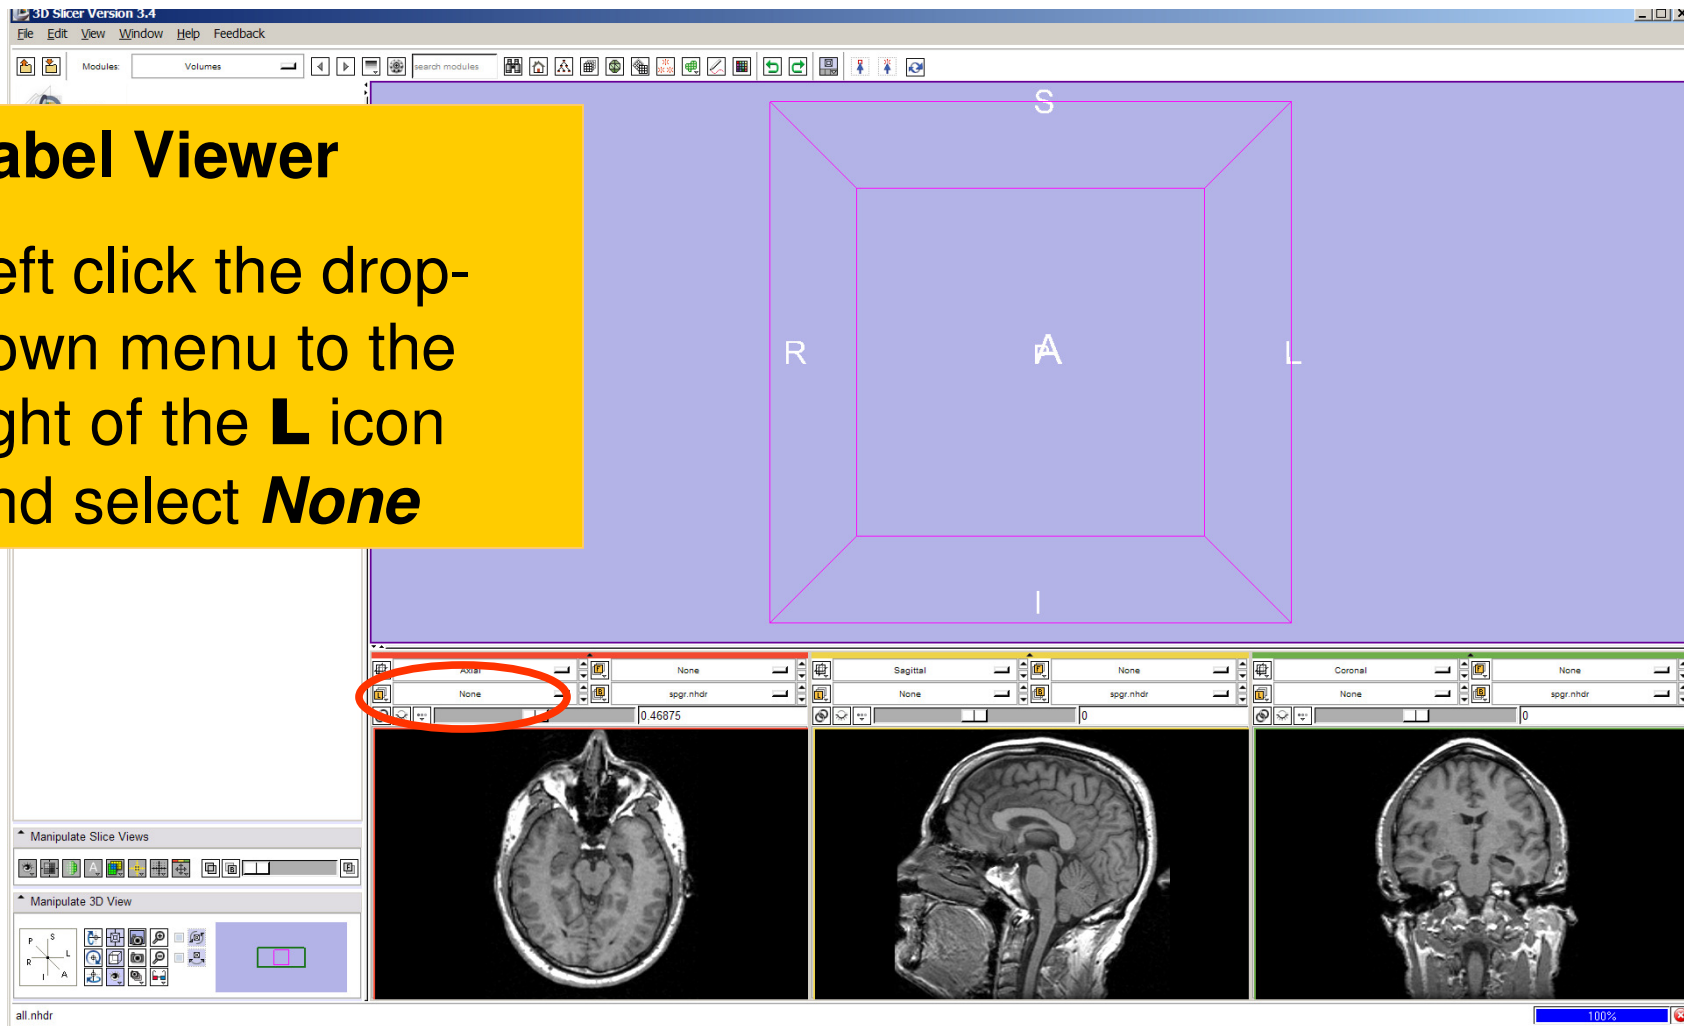 3D Slicer Version 3.4
File Edit View Window Help Feedback
Modules: Volumes search modules
abel Viewer
eft click the drop-
own menu to the
ght of the L icon
nd select None
S
R
P
A
L
I
Axial None
None spgr.nhdr
0.46875
Sagittal None
None spgr.nhdr
0
Coronal None
None spgr.nhdr
0
Manipulate Slice Views
Manipulate 3D View
P S
R L
I A
all.nhdr
100%